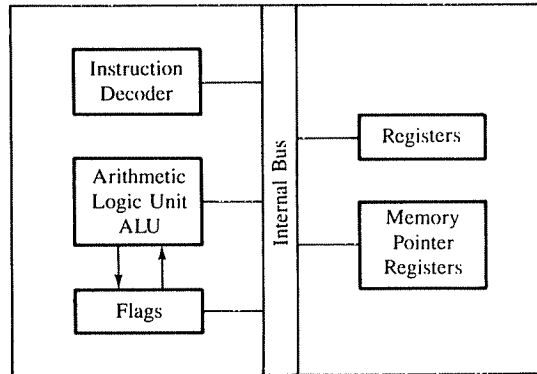 Instruction
Decoder
Arithmetic
Logic Unit
ALU
Flags
Internal Bus
Registers
Memory
Pointer
Registers